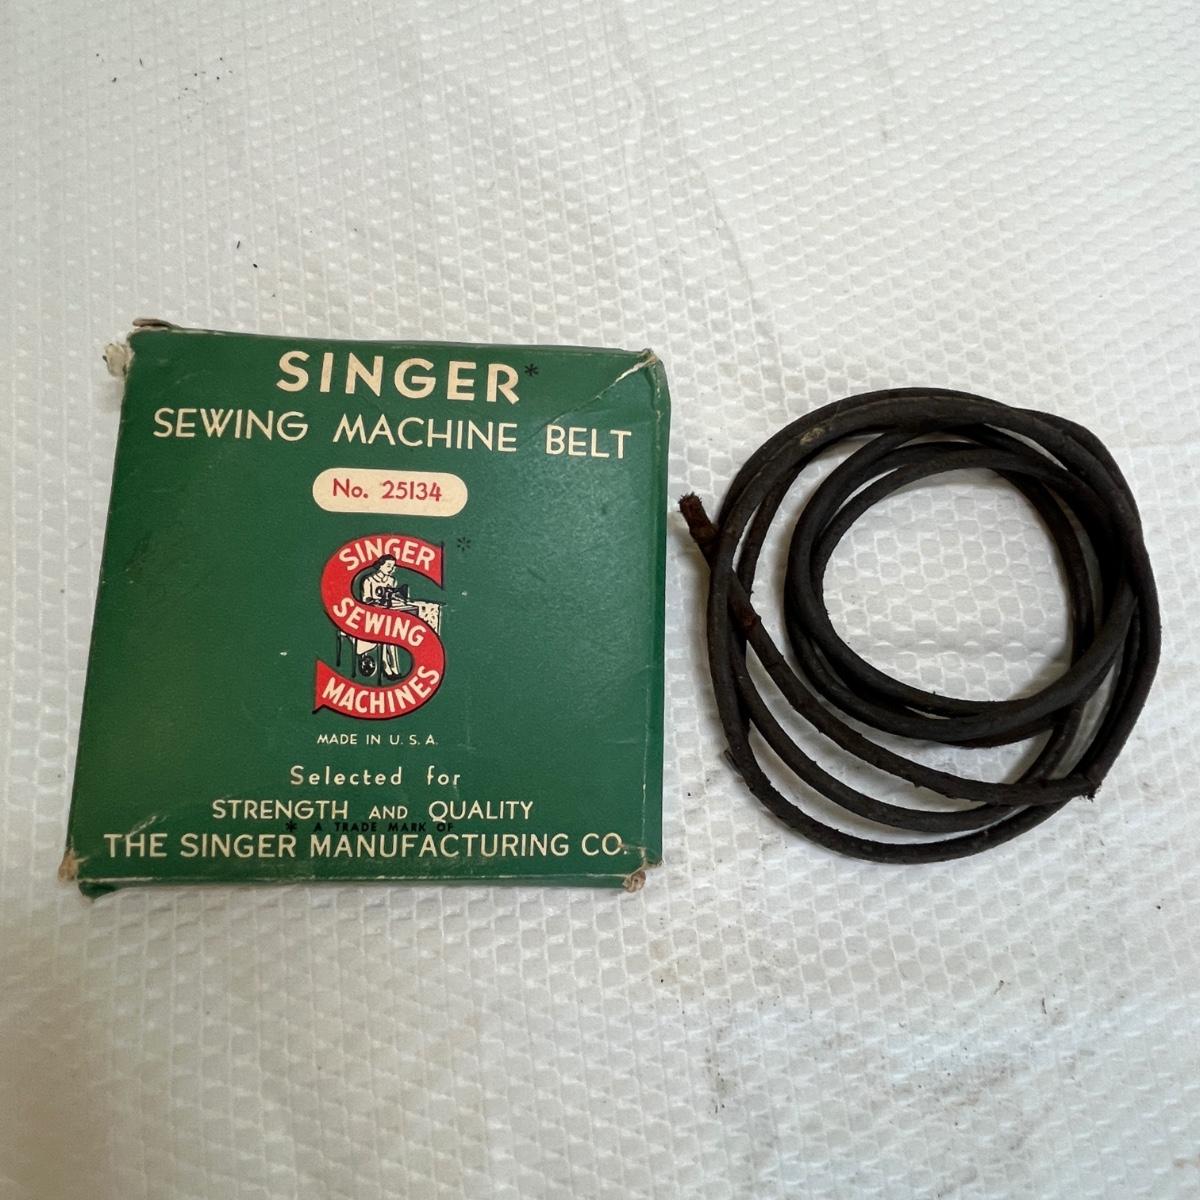 SINGER*
SEWING MACHINE BELT
No. 25134
SINGER *
SEWING
MACHINES
MADE IN U. S. A.
Selected for
STRENGTH AND QUALITY
* A TRADE MARK OF
THE SINGER MANUFACTURING CO.